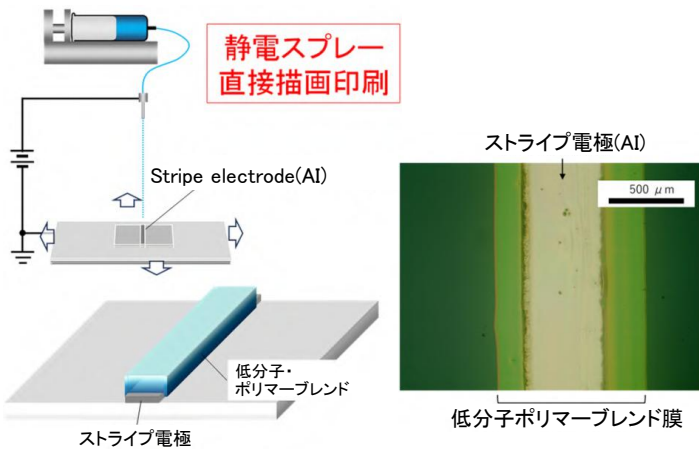 静電スプレー
直接描画印刷
Stripe electrode(Al)
低分子・
ポリマーブレンド
ストライプ電極
ストライプ電極(Al)
500 μm
低分子ポリマーブレンド膜